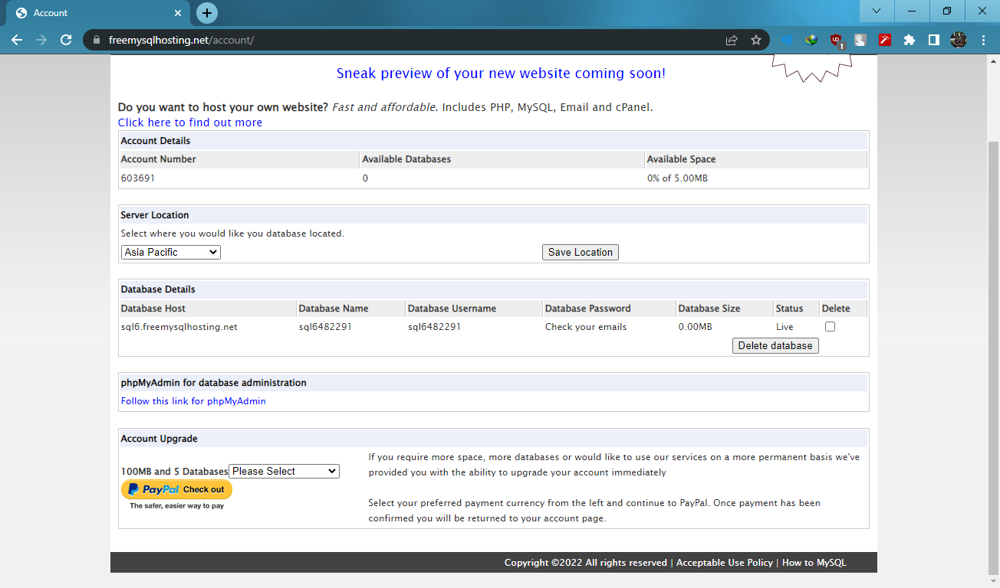 Account
freemysqlhosting.net/account/
1
Sneak preview of your new website coming soon!
Do you want to host your own website? Fast and affordable. Includes PHP, MySQL, Email and cPanel.
Click here to find out more
Account Details
Account Number Available Databases Available Space
603691 0 0% of 5.00MB
Server Location
Select where you would like you database located.
Asia Pacific Save Location
Database Details
Database Host Database Name Database Username Database Password Database Size Status Delete
sql6.freemysqlhosting.net sql6482291 sql6482291 Check your emails 0.00MB Live
Delete database
phpMyAdmin for database administration
Follow this link for phpMyAdmin
Account Upgrade
100MB and 5 Databases Please Select
PayPal Check out
The safer, easier way to pay
If you require more space, more databases or would like to use our services on a more permanent basis we've
provided you with the ability to upgrade your account immediately
Select your preferred payment currency from the left and continue to PayPal. Once payment has been
confirmed you will be returned to your account page.
Copyright ©2022 All rights reserved | Acceptable Use Policy | How to MySQL